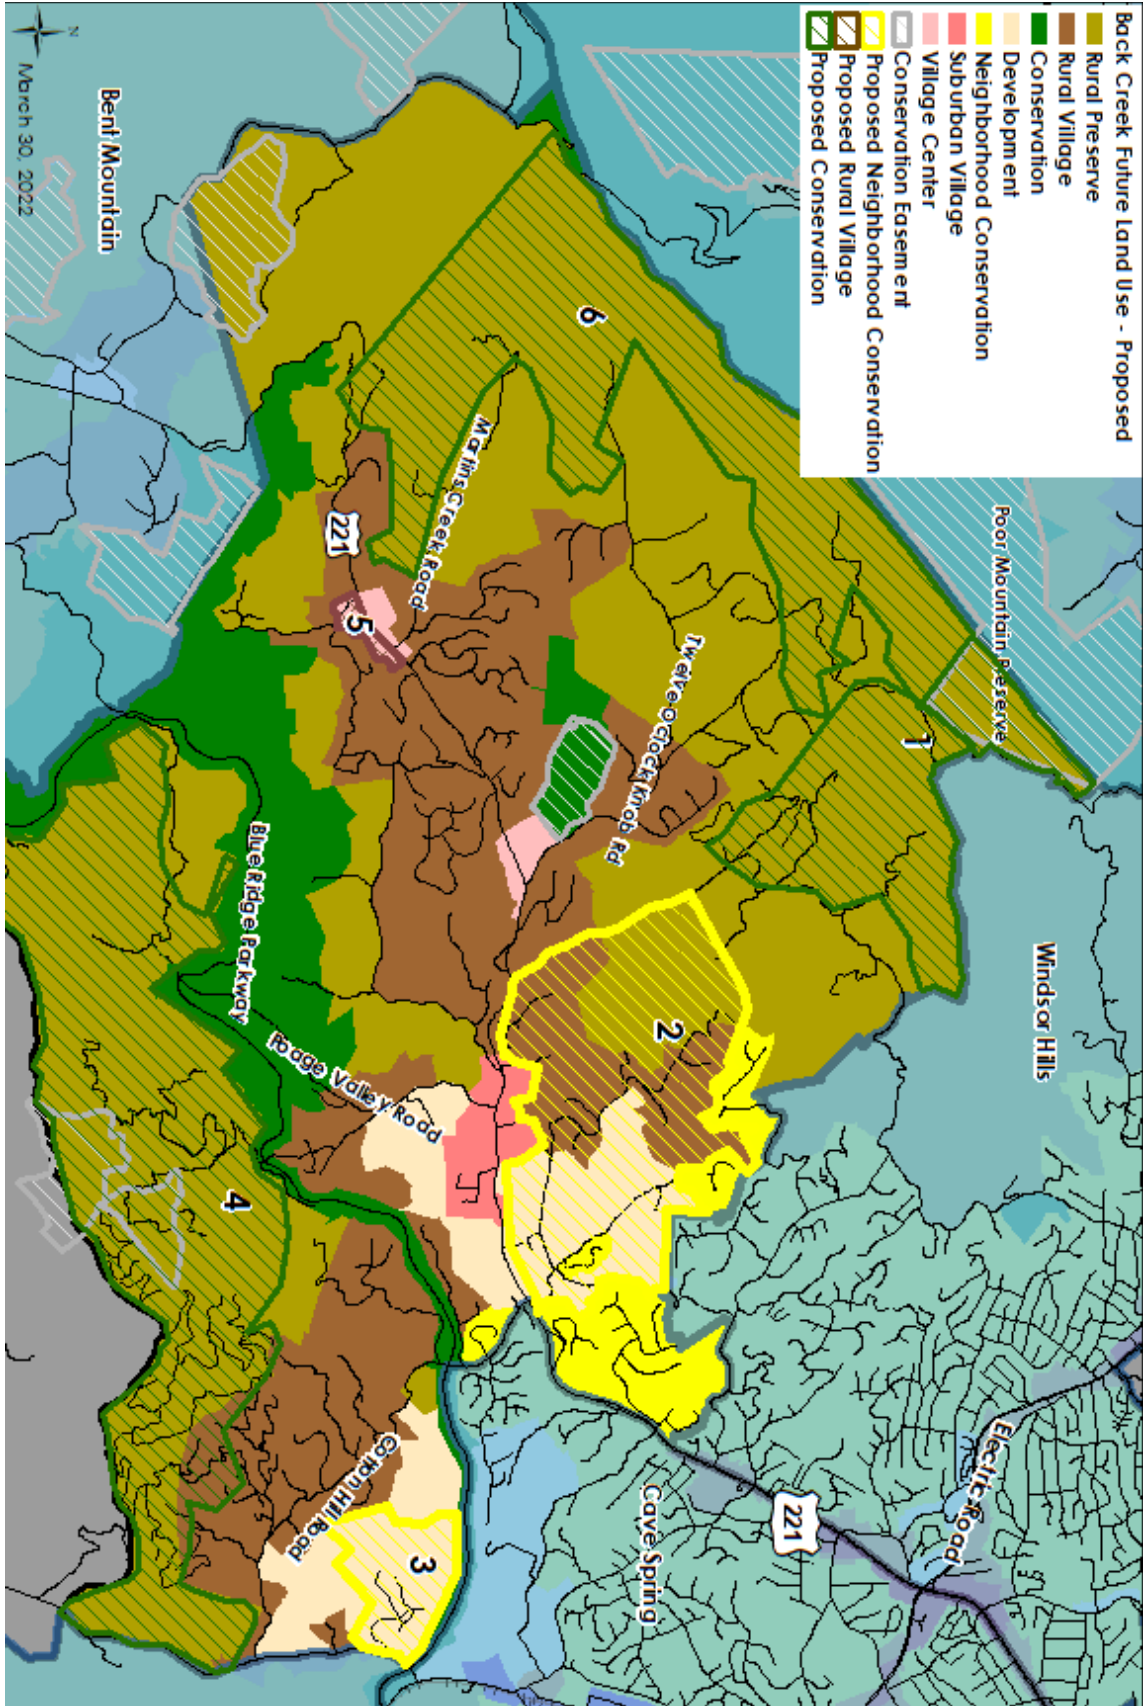 Back Creek Future Land Use - Proposed
Rural Preserve
Rural Village
Conservation
Development
Neighborhood Conservation
Suburban Village
Village Center
Conservation Easement
Proposed Neighborhood Conservation
Proposed Rural Village
Proposed Conservation
Poor Mountain Preserve
Windsor Hills
1
6
Twelve O'clock Knob Rd
2
Electric Road
Martins Creek Road
221
Cave Spring
221
5
Poage Valley Road
Blue Ridge Parkway
4
Cotton Hill Road
3
Bent Mountain
N
March 30, 2022